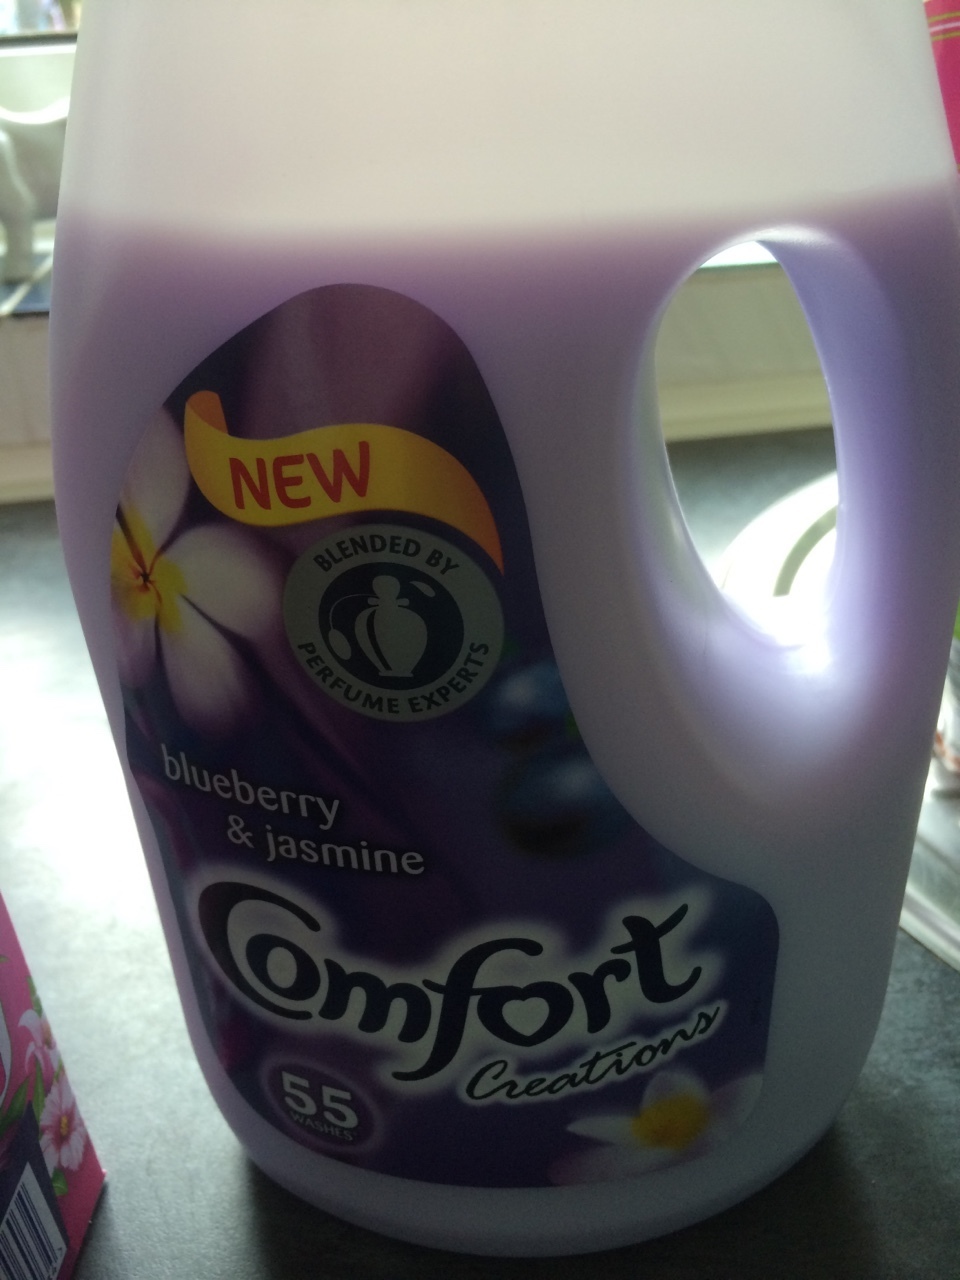 NEW
BLENDED BY
PERFUME EXPERTS
blueberry
& jasmine
Comfort
Creations
55
WASHES